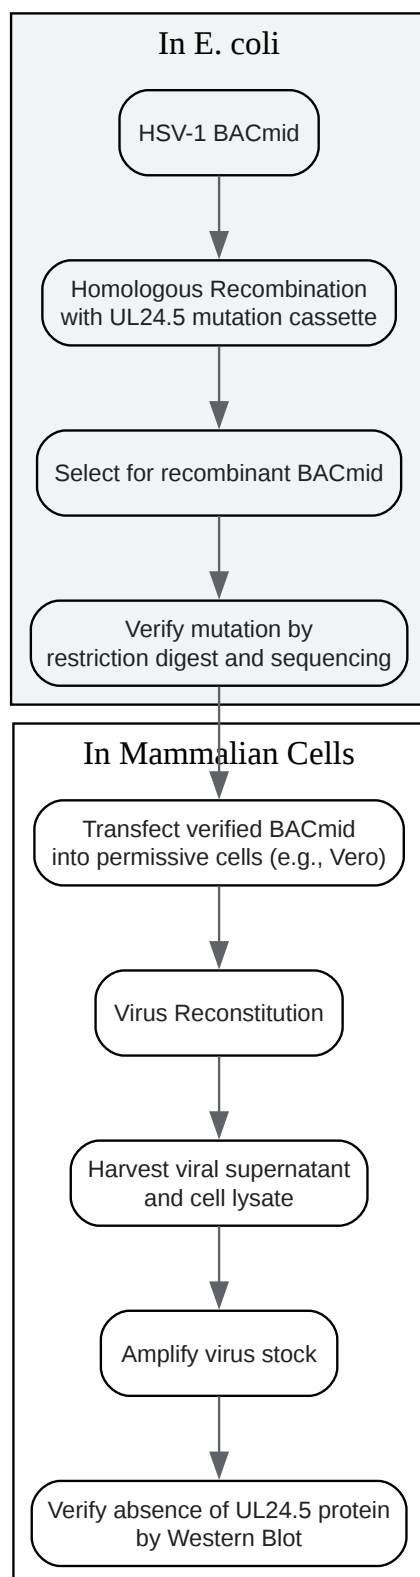 In E. coli
HSV-1 BACmid
Homologous Recombination
with UL24.5 mutation cassette
Select for recombinant BACmid
Verify mutation by
restriction digest and sequencing
In Mammalian Cells
Transfect verified BACmid
into permissive cells (e.g., Vero)
Virus Reconstitution
Harvest viral supernatant
and cell lysate
Amplify virus stock
Verify absence of UL24.5 protein
by Western Blot